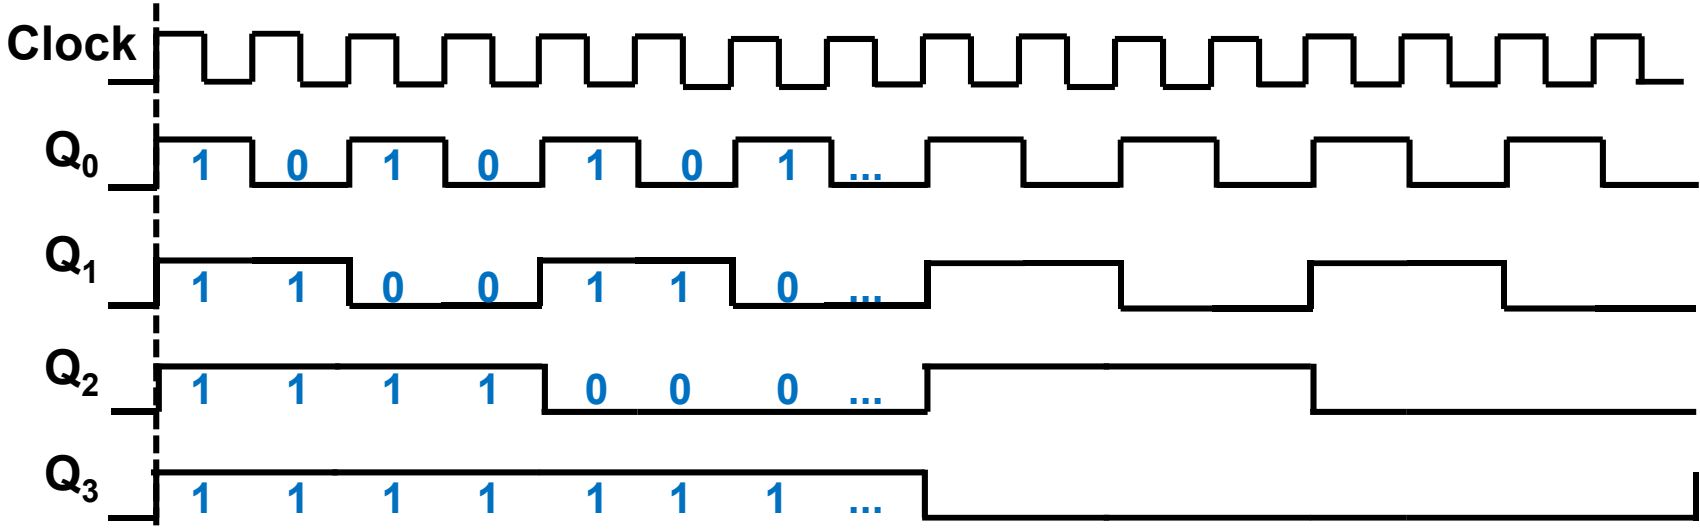 Clock
Q0 1 0 1 0 1 0 1 ...
Q1 1 1 0 0 1 1 0 ...
Q2 1 1 1 1 0 0 0 ...
Q3 1 1 1 1 1 1 1 ...